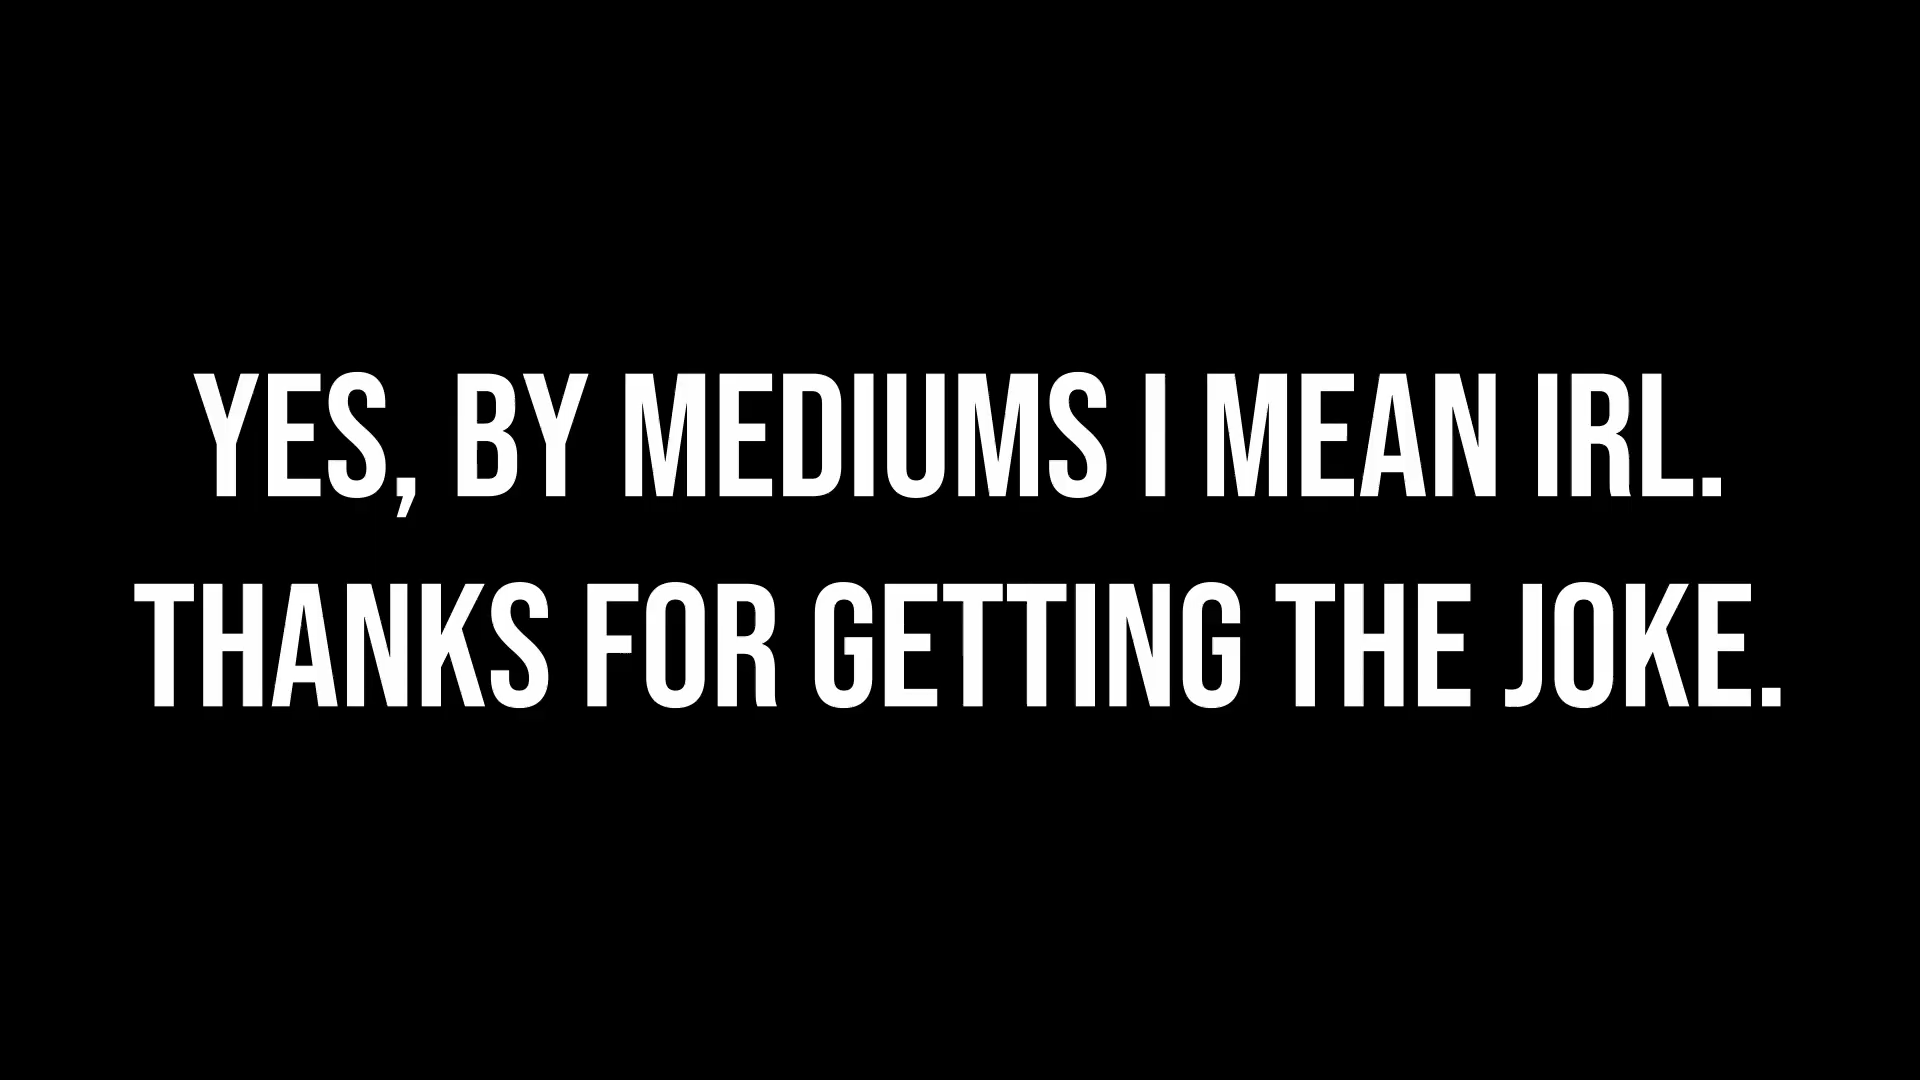 YES, BY MEDIUMS I MEAN IRL.
THANKS FOR GETTING THE JOKE.